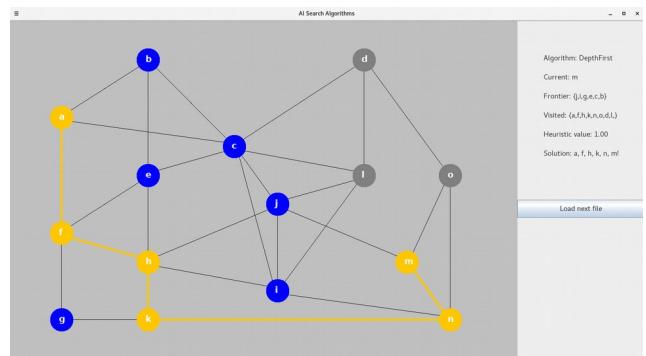 AI Search Algorithms
b
d
Algorithm: DepthFirst
Current: m
Frontier: {j,i,g,e,c,b}
a
Visited: {a,f,h,k,n,o,d,l,}
c
Heuristic value: 1.00
Solution: a, f, h, k, n, m!
e
l
o
j
Load next file
f
h
m
i
g
k
n